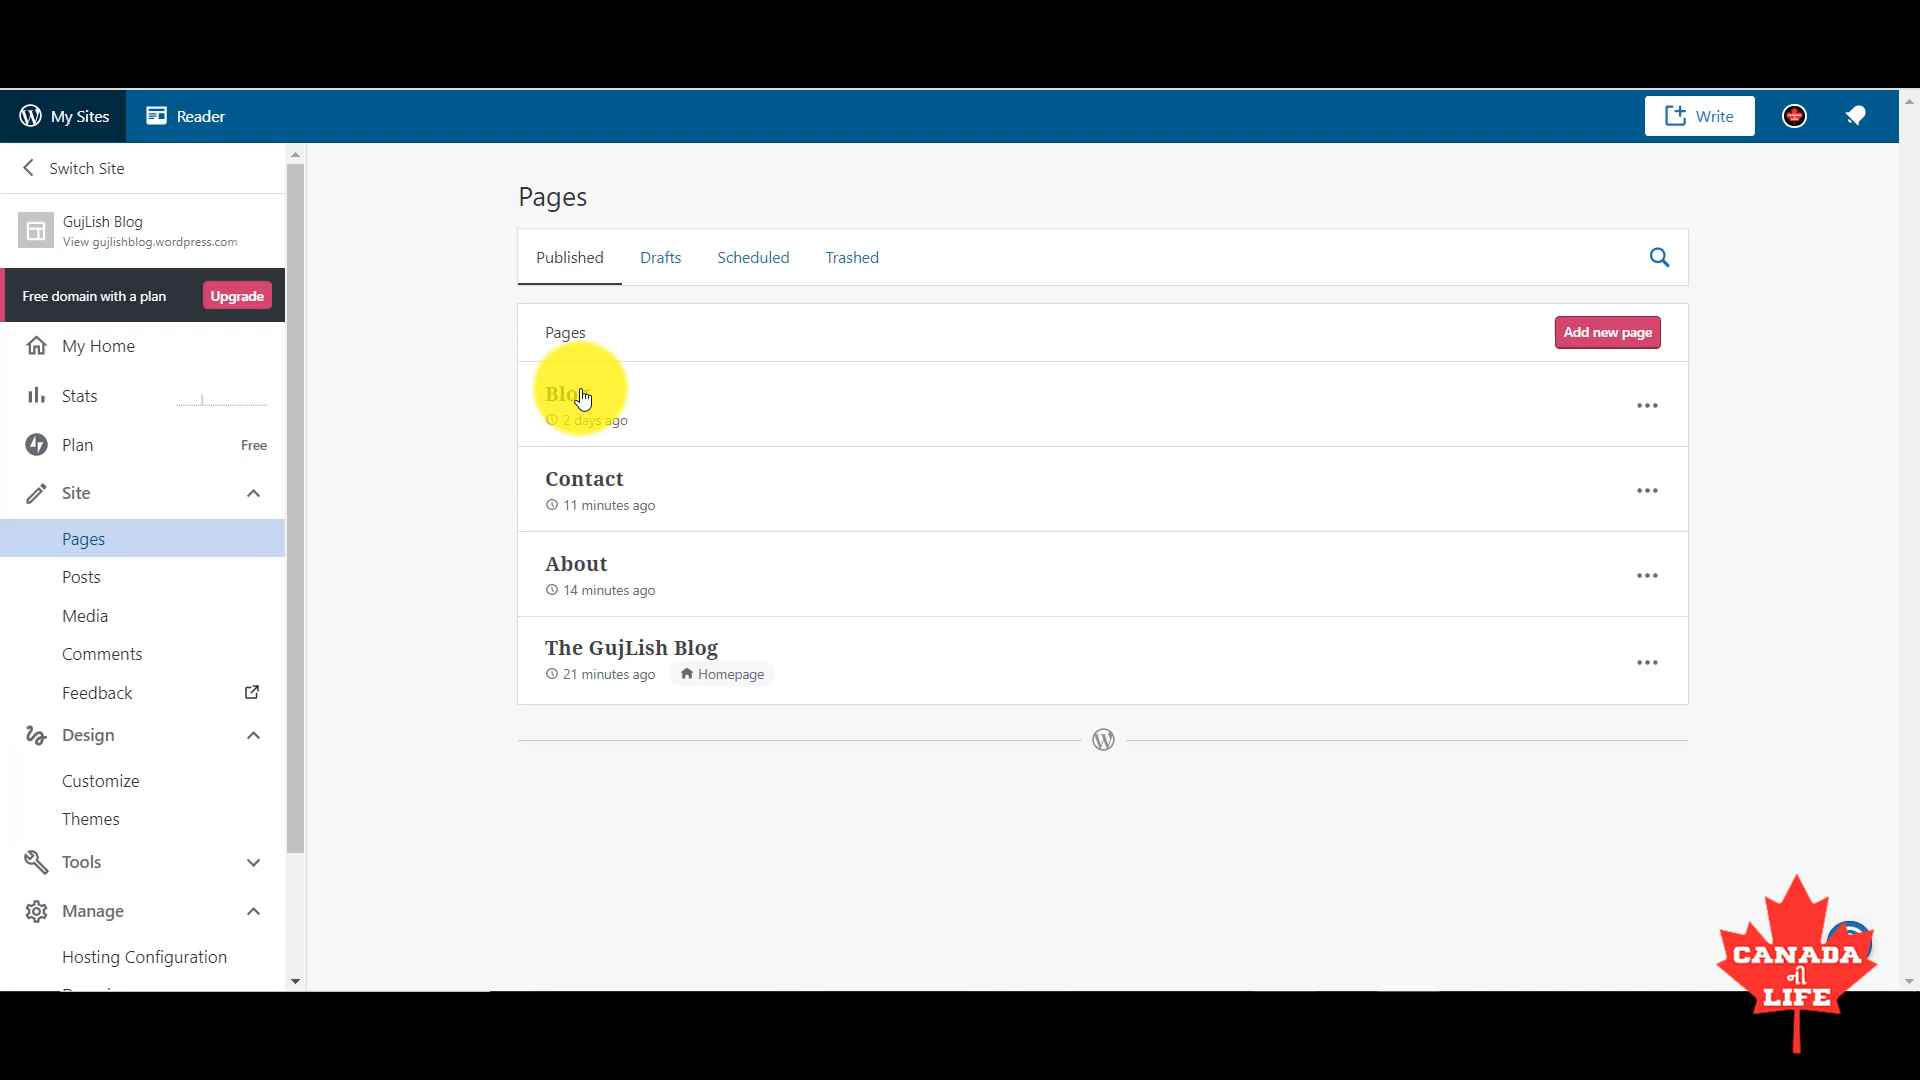 My Sites
Reader
Write
Switch Site
GujLish Blog
View gujlishblog.wordpress.com
Free domain with a plan
Upgrade
My Home
Stats
Plan
Free
Site
Pages
Posts
Media
Comments
Feedback
Design
Customize
Themes
Tools
Manage
Hosting Configuration
Pages
Published
Drafts
Scheduled
Trashed
Pages
Add new page
Blog
2 days ago
Contact
11 minutes ago
About
14 minutes ago
The GujLish Blog
21 minutes ago
Homepage
CANADA
ની
LIFE